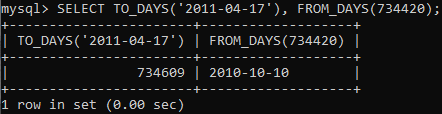 mysql> SELECT TO_DAYS('2011-04-17'), FROM_DAYS(734420);
+-----------------------+-------------------+
| TO_DAYS('2011-04-17') | FROM_DAYS(734420) |
+-----------------------+-------------------+
|                734609 | 2010-10-10        |
+-----------------------+-------------------+
1 row in set (0.00 sec)